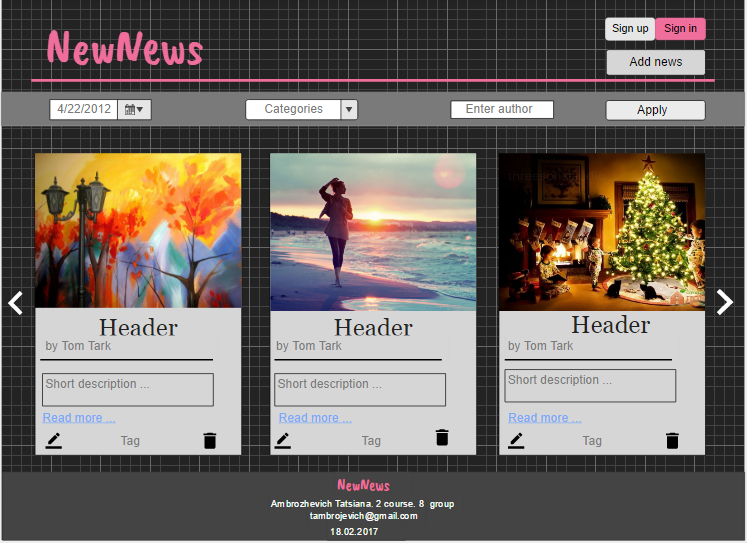 NewNews
Sign up
Sign in
Add news
4/22/2012
Categories
Enter author
Apply
Header
by Tom Tark
Short description ...
Read more ...
Tag
Header
by Tom Tark
Short description ...
Read more ...
Tag
Header
by Tom Tark
Short description ...
Read more ...
Tag
NewNews
Ambrozhevich Tatsiana. 2 course. 8 group
tambrojevich@gmail.com
18.02.2017